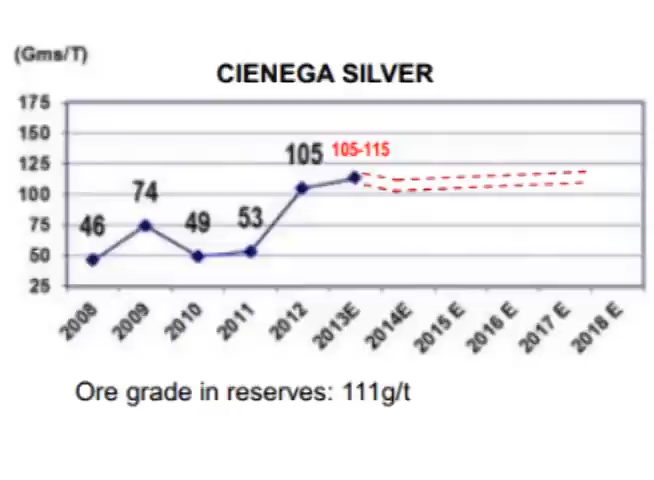 (Gms/T)
CIENEGA SILVER
175
150
125
100
75
50
25
46
74
49
53
105
105-115
2008
2009
2010
2011
2012
2013E
2014E
2015 E
2016 E
2017 E
2018 E
Ore grade in reserves: 111g/t